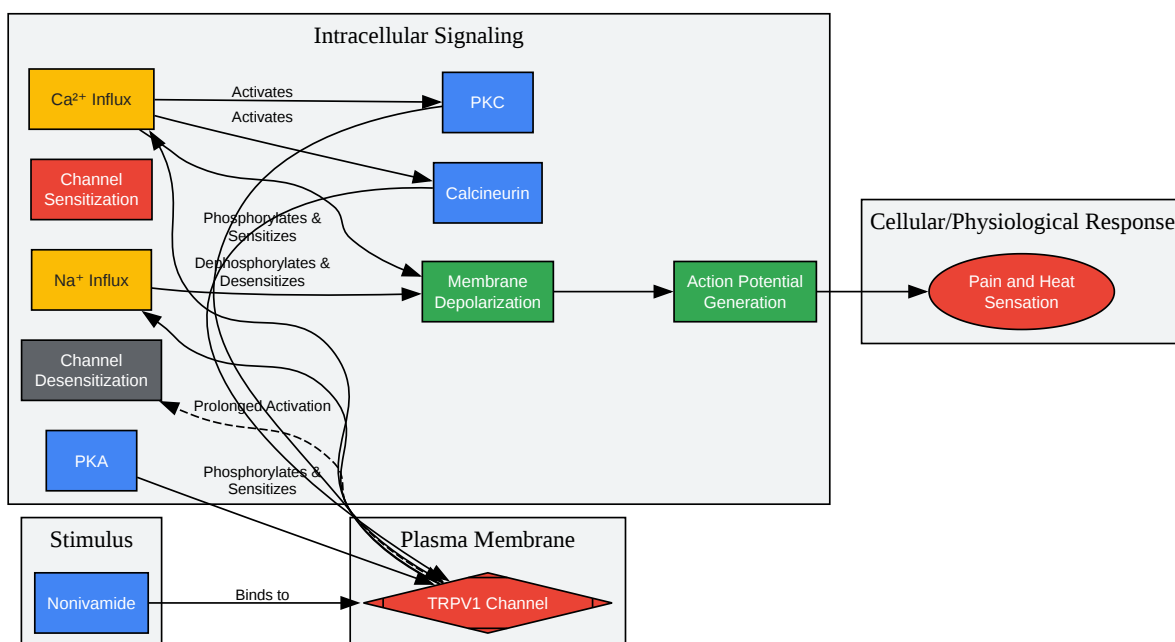 Intracellular Signaling
Ca²⁺ Influx
Activates
PKC
Activates
Channel
Sensitization
Calcineurin
Phosphorylates &
Sensitizes
Cellular/Physiological Response
Na⁺ Influx
Dephosphorylates &
Desensitizes
Membrane
Depolarization
Action Potential
Generation
Pain and Heat
Sensation
Channel
Desensitization
Prolonged Activation
PKA
Phosphorylates &
Sensitizes
Stimulus
Plasma Membrane
Nonivamide
Binds to
TRPV1 Channel